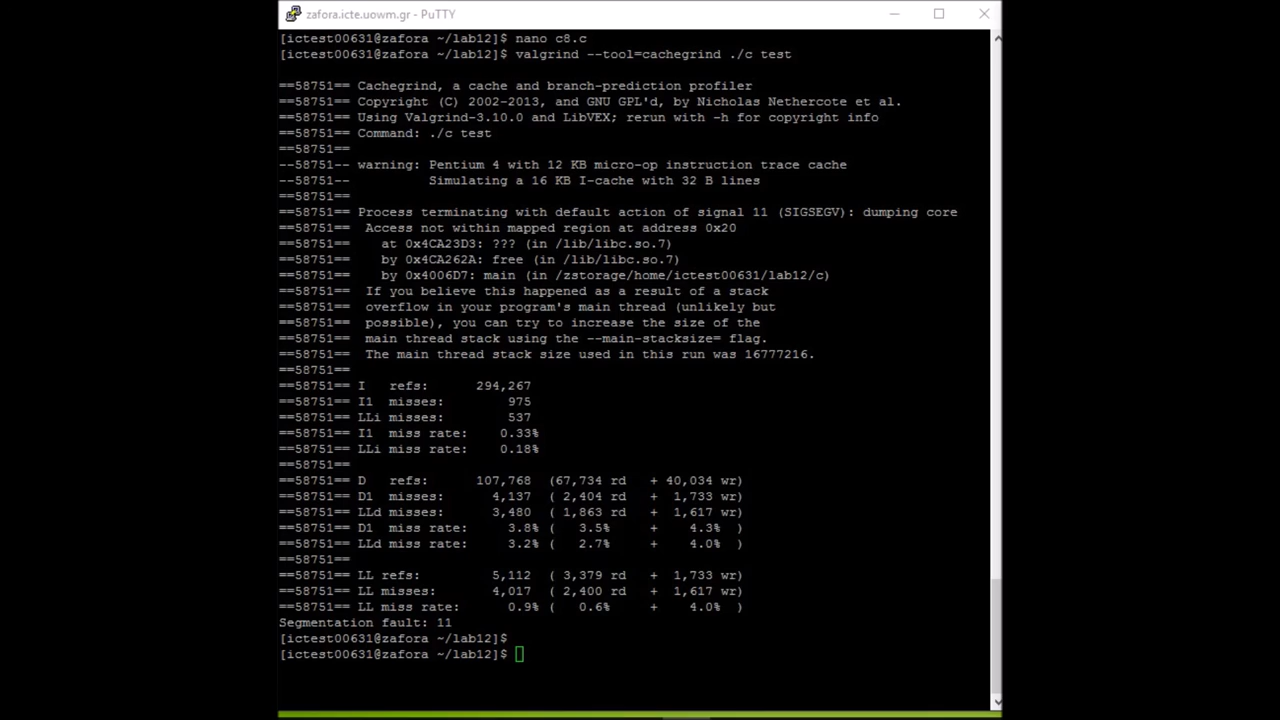 zafora.icte.uowm.gr - PuTTY
[ictest00631@zafora ~/lab12]$ nano c8.c
[ictest00631@zafora ~/lab12]$ valgrind --tool=cachegrind ./c test
==58751== Cachegrind, a cache and branch-prediction profiler
==58751== Copyright (C) 2002-2013, and GNU GPL'd, by Nicholas Nethercote et al.
==58751== Using Valgrind-3.10.0 and LibVEX; rerun with -h for copyright info
==58751== Command: ./c test
==58751==
--58751-- warning: Pentium 4 with 12 KB micro-op instruction trace cache
--58751--          Simulating a 16 KB I-cache with 32 B lines
==58751==
==58751== Process terminating with default action of signal 11 (SIGSEGV): dumping core
==58751==  Access not within mapped region at address 0x20
==58751==    at 0x4CA23D3: ??? (in /lib/libc.so.7)
==58751==    by 0x4CA262A: free (in /lib/libc.so.7)
==58751==    by 0x4006D7: main (in /zstorage/home/ictest00631/lab12/c)
==58751==  If you believe this happened as a result of a stack
==58751==  overflow in your program's main thread (unlikely but
==58751==  possible), you can try to increase the size of the
==58751==  main thread stack using the --main-stacksize= flag.
==58751==  The main thread stack size used in this run was 16777216.
==58751==
==58751== I   refs:      294,267
==58751== I1  misses:        975
==58751== LLi misses:        537
==58751== I1  miss rate:    0.33%
==58751== LLi miss rate:    0.18%
==58751==
==58751== D   refs:      107,768  (67,734 rd   + 40,034 wr)
==58751== D1  misses:      4,137  ( 2,404 rd   +  1,733 wr)
==58751== LLd misses:      3,480  ( 1,863 rd   +  1,617 wr)
==58751== D1  miss rate:     3.8% (   3.5%     +    4.3%  )
==58751== LLd miss rate:     3.2% (   2.7%     +    4.0%  )
==58751==
==58751== LL refs:         5,112  ( 3,379 rd   +  1,733 wr)
==58751== LL misses:       4,017  ( 2,400 rd   +  1,617 wr)
==58751== LL miss rate:      0.9% (   0.6%     +    4.0%  )
Segmentation fault: 11
[ictest00631@zafora ~/lab12]$
[ictest00631@zafora ~/lab12]$